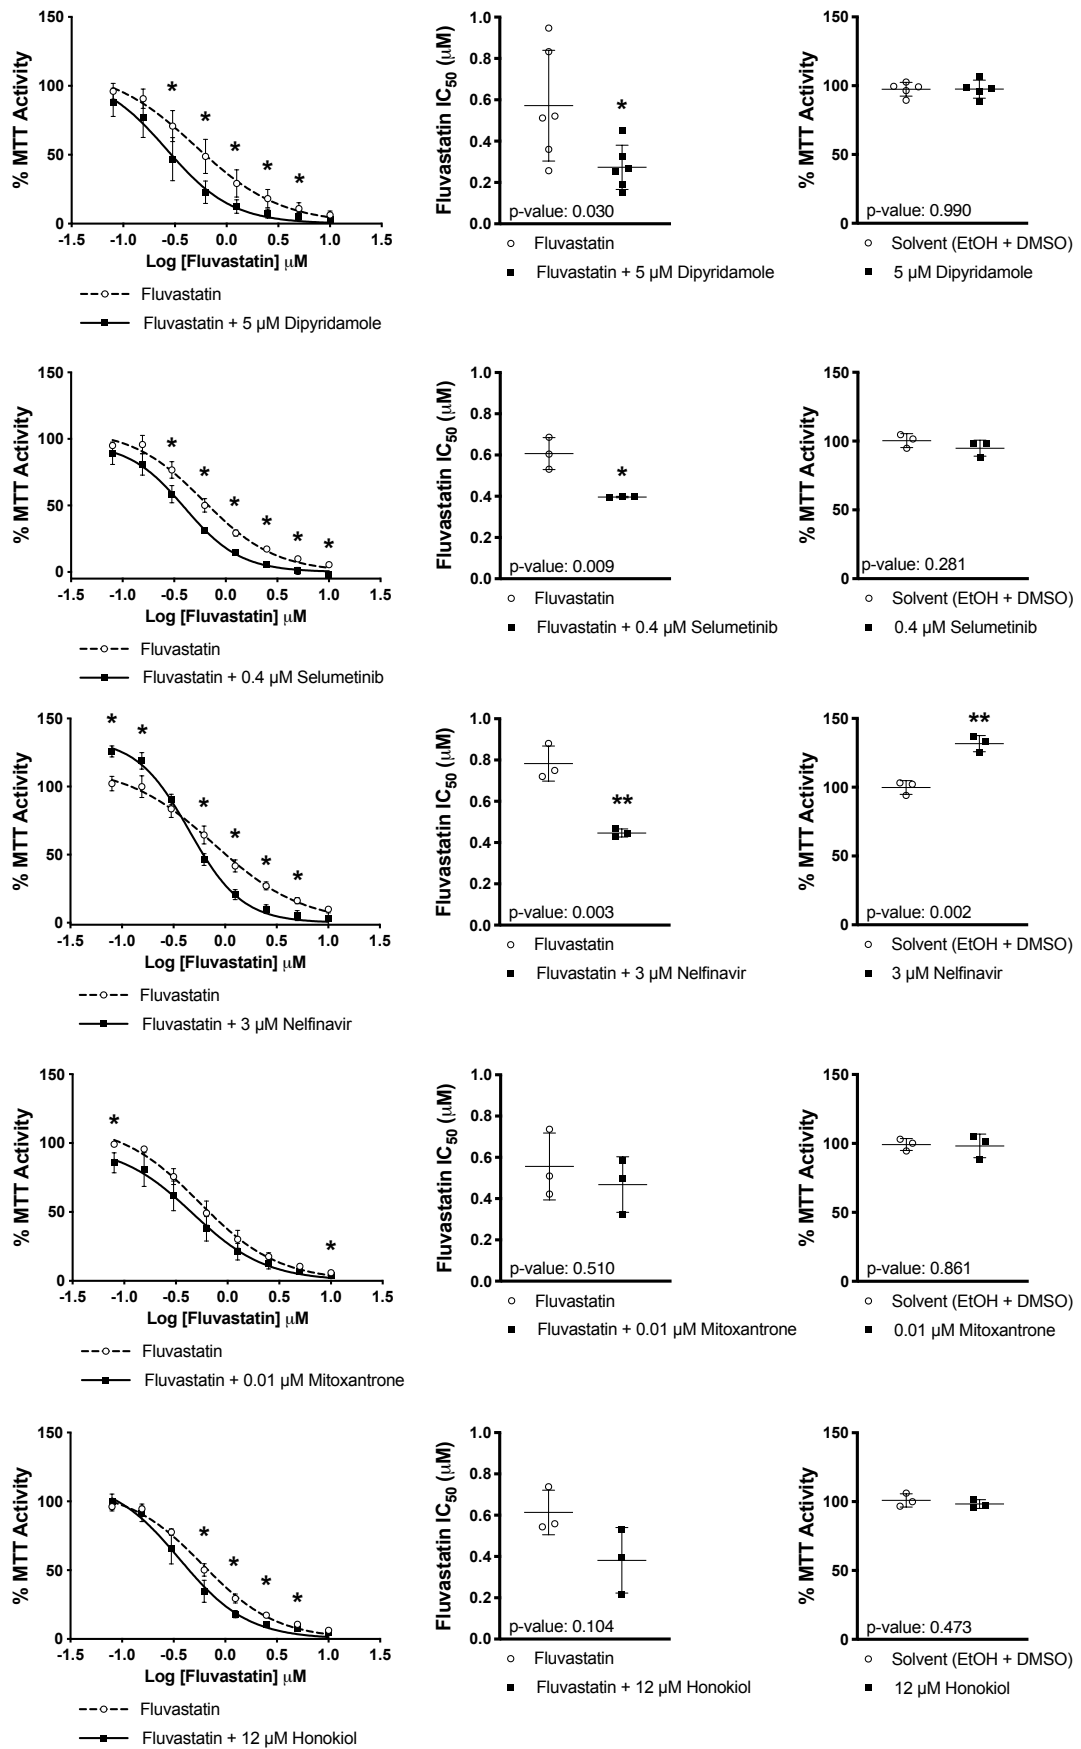 150
100
50
0
% MTT Activity
-1.5 -1.0 -0.5 0.0 0.5 1.0 1.5
Log [Fluvastatin] µM
* * * * *
Fluvastatin
Fluvastatin + 5 µM Dipyridamole
1.0
0.8
0.6
0.4
0.2
0.0
Fluvastatin IC50 (µM)
*
p-value: 0.030
Fluvastatin
Fluvastatin + 5 µM Dipyridamole
150
100
50
0
% MTT Activity
p-value: 0.990
Solvent (EtOH + DMSO)
5 µM Dipyridamole
150
100
50
0
% MTT Activity
-1.5 -1.0 -0.5 0.0 0.5 1.0 1.5
Log [Fluvastatin] µM
* * * * * *
Fluvastatin
Fluvastatin + 0.4 µM Selumetinib
1.0
0.8
0.6
0.4
0.2
0.0
Fluvastatin IC50 (µM)
*
p-value: 0.009
Fluvastatin
Fluvastatin + 0.4 µM Selumetinib
150
100
50
0
% MTT Activity
p-value: 0.281
Solvent (EtOH + DMSO)
0.4 µM Selumetinib
150
100
50
0
% MTT Activity
-1.5 -1.0 -0.5 0.0 0.5 1.0 1.5
Log [Fluvastatin] µM
* * * * * *
Fluvastatin
Fluvastatin + 3 µM Nelfinavir
1.0
0.8
0.6
0.4
0.2
0.0
Fluvastatin IC50 (µM)
**
p-value: 0.003
Fluvastatin
Fluvastatin + 3 µM Nelfinavir
150
100
50
0
% MTT Activity
**
p-value: 0.002
Solvent (EtOH + DMSO)
3 µM Nelfinavir
150
100
50
0
% MTT Activity
-1.5 -1.0 -0.5 0.0 0.5 1.0 1.5
Log [Fluvastatin] µM
* *
Fluvastatin
Fluvastatin + 0.01 µM Mitoxantrone
1.0
0.8
0.6
0.4
0.2
0.0
Fluvastatin IC50 (µM)
p-value: 0.510
Fluvastatin
Fluvastatin + 0.01 µM Mitoxantrone
150
100
50
0
% MTT Activity
p-value: 0.861
Solvent (EtOH + DMSO)
0.01 µM Mitoxantrone
150
100
50
0
% MTT Activity
-1.5 -1.0 -0.5 0.0 0.5 1.0 1.5
Log [Fluvastatin] µM
* * * *
Fluvastatin
Fluvastatin + 12 µM Honokiol
1.0
0.8
0.6
0.4
0.2
0.0
Fluvastatin IC50 (µM)
p-value: 0.104
Fluvastatin
Fluvastatin + 12 µM Honokiol
150
100
50
0
% MTT Activity
p-value: 0.473
Solvent (EtOH + DMSO)
12 µM Honokiol